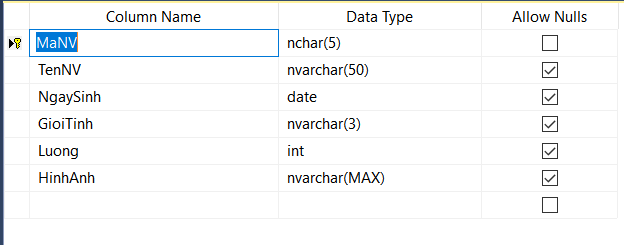 Column Name Data Type Allow Nulls
MaNV nchar(5)
TenNV nvarchar(50)
NgaySinh date
GioiTinh nvarchar(3)
Luong int
HinhAnh nvarchar(MAX)